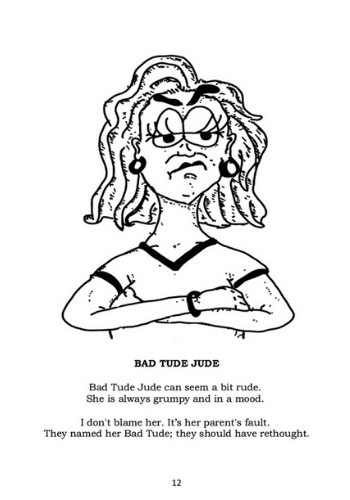 BAD TUDE JUDE
Bad Tude Jude can seem a bit rude.
She is always grumpy and in a mood.
I don't blame her. It's her parent's fault.
They named her Bad Tude; they should have rethought.
12